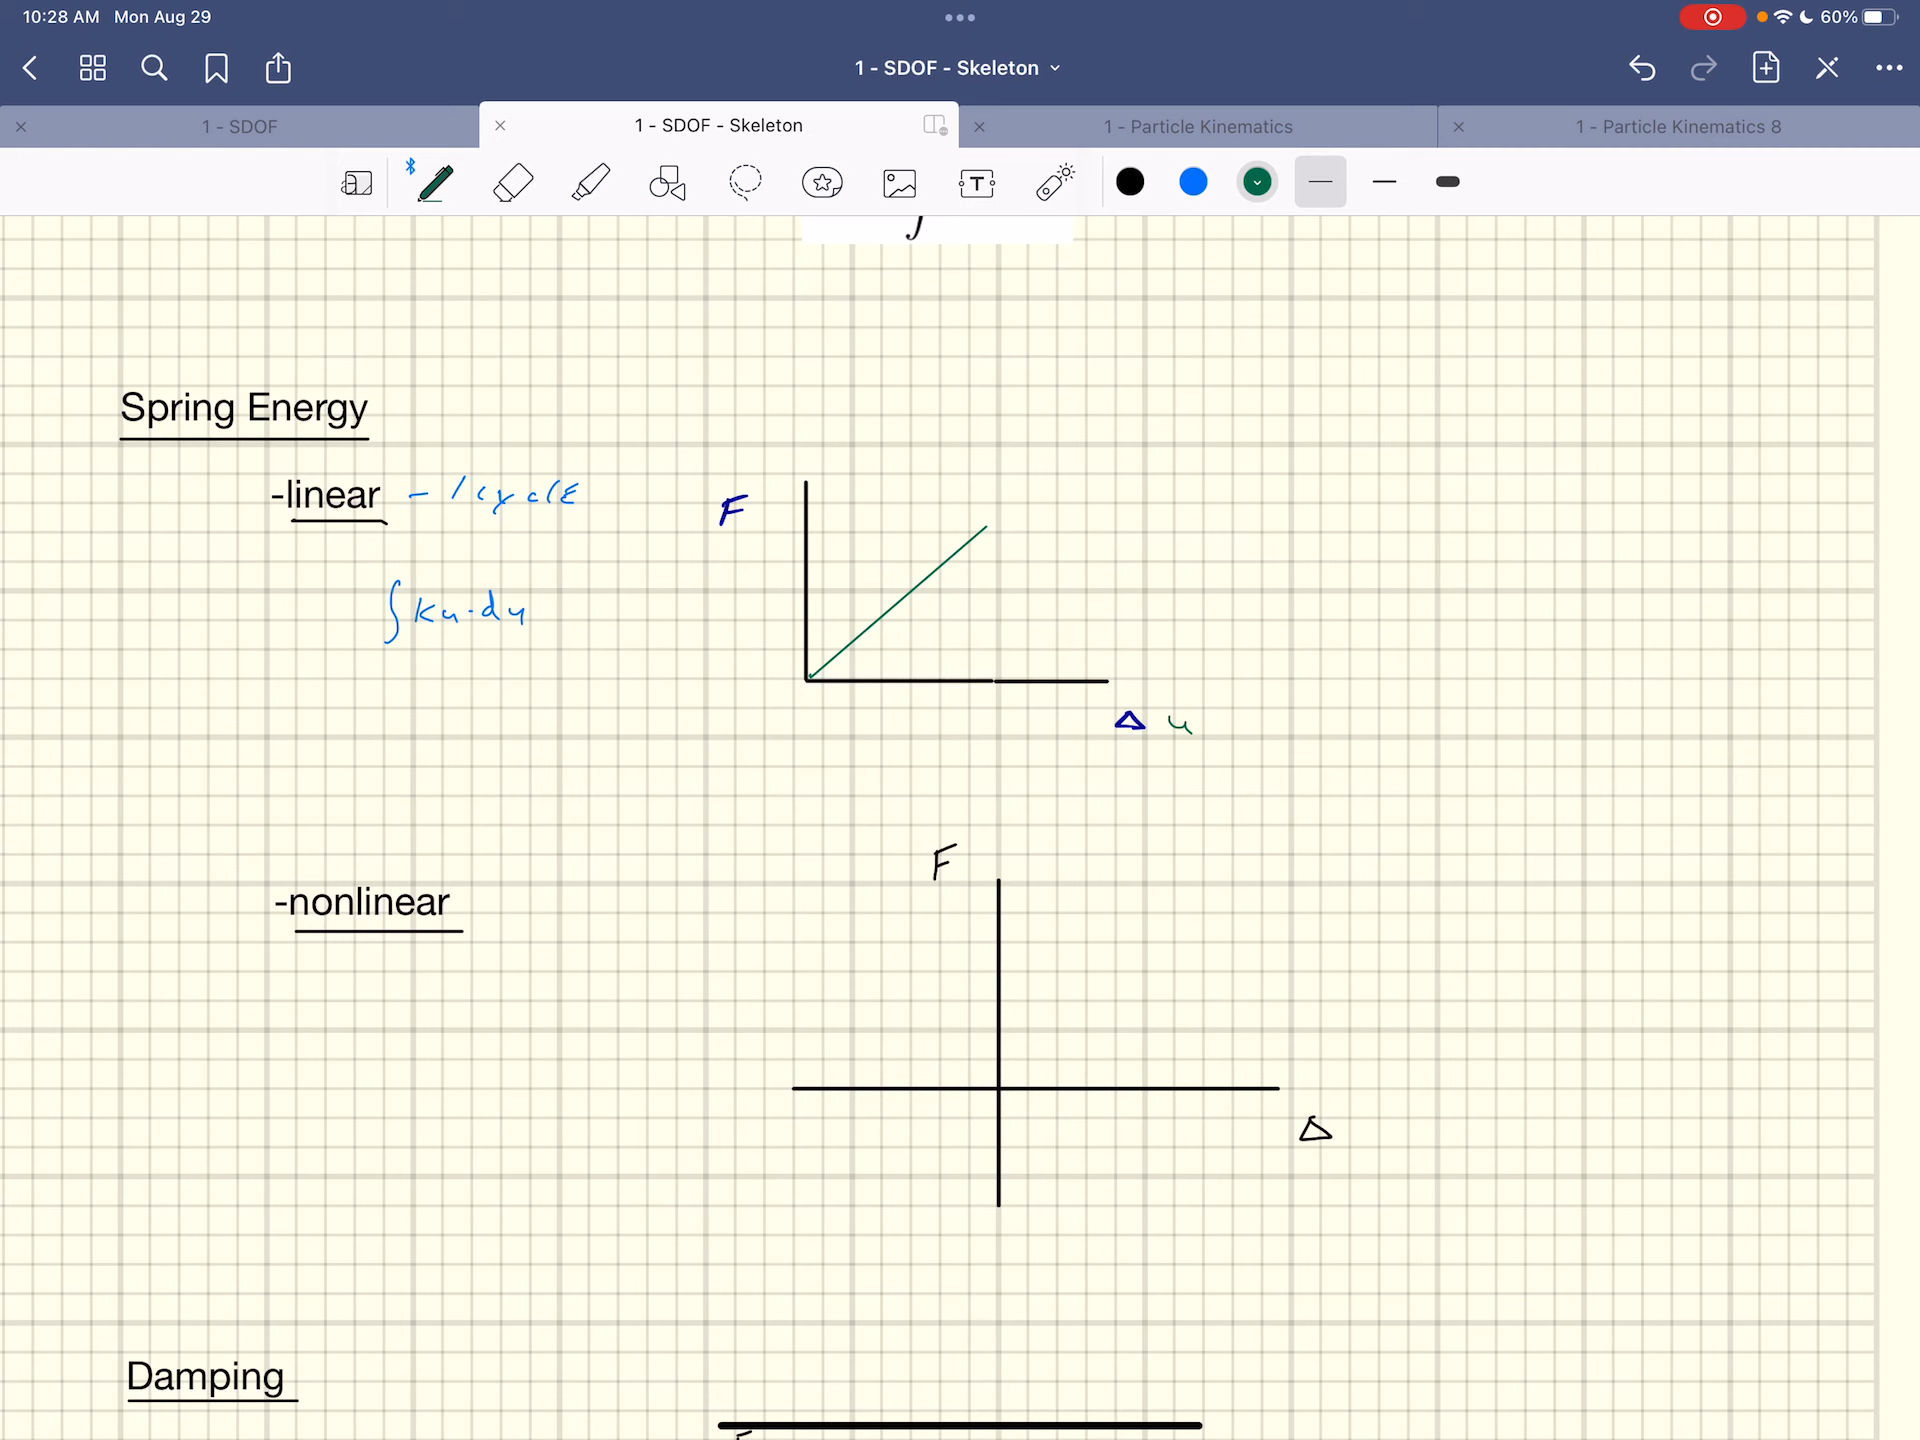 10:28 AM Mon Aug 29
60%
1 - SDOF - Skeleton
1 - SDOF
1 - SDOF - Skeleton
1 - Particle Kinematics
1 - Particle Kinematics 8
T
∫
Spring Energy
-linear - 1 cycle
F
∫ku·du
Δ u
F
-nonlinear
Δ
Damping